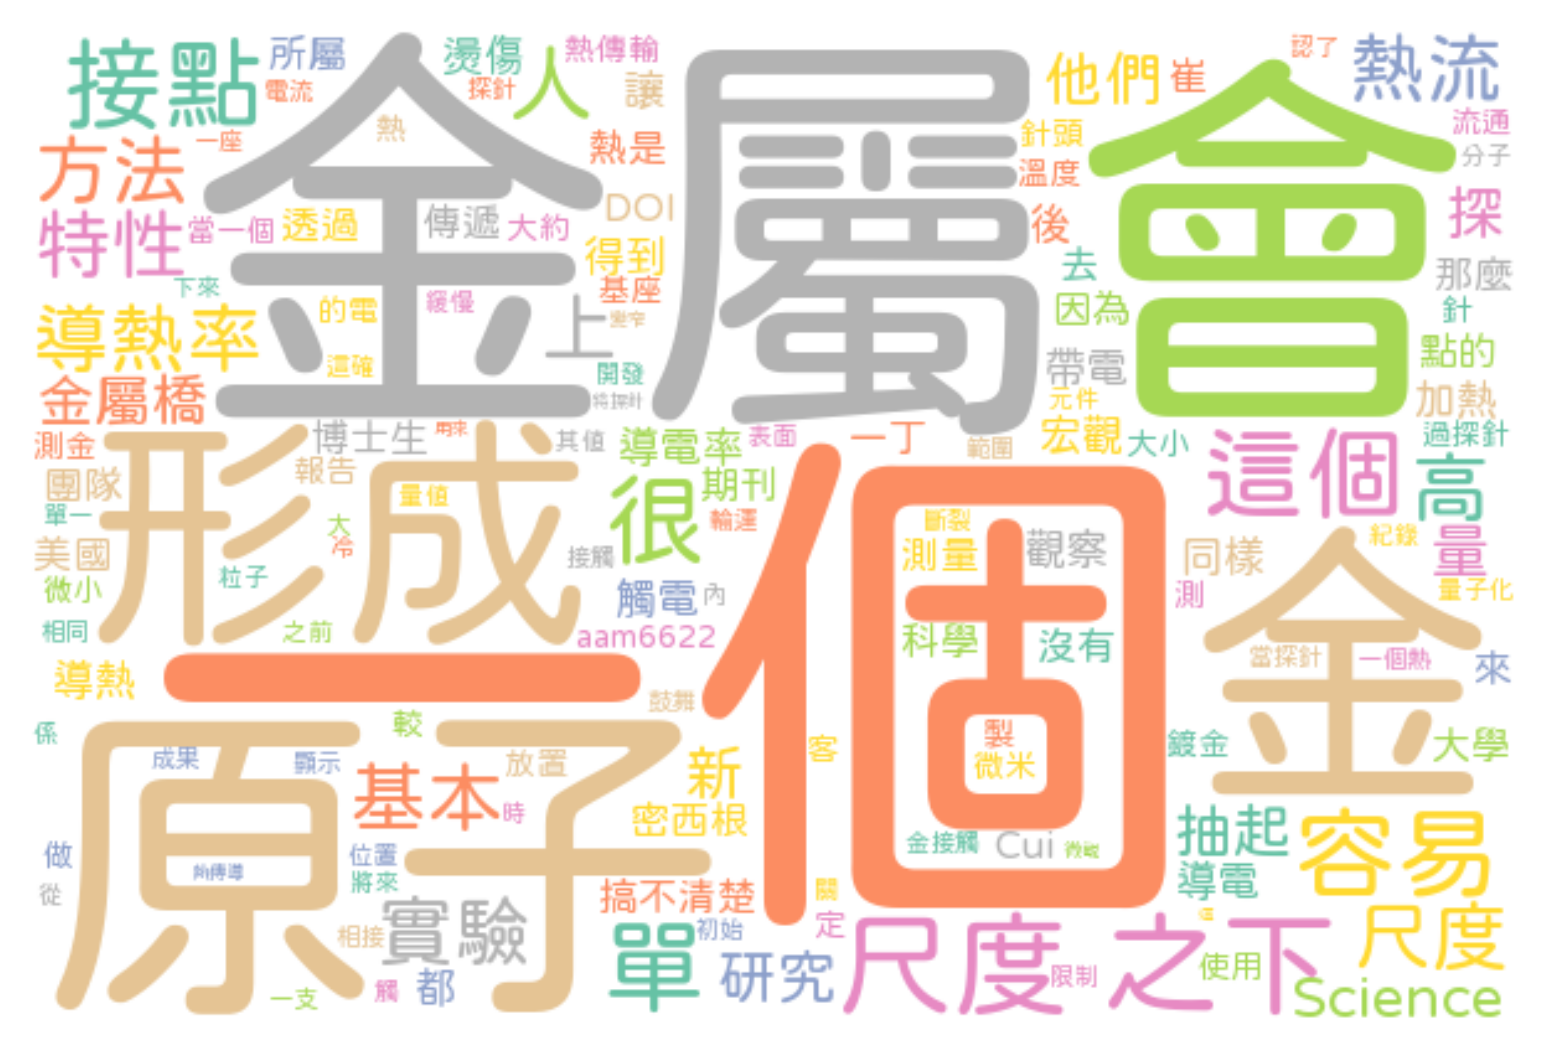 接點
所屬
燙傷
人
熱傳輸
他們
崔
認了
熱流
電流
探針
讓
金屬
會
流通
分子
方法
一座
熱
熱是
針頭
溫度
探
特性
當一個
透過
傳遞
大約
DOI
得到
後
去
那麼
下來
基座
針
導熱率
的電
緩慢
上
變窄
因為
點的
這確
開發
帶電
加熱
金屬橋
將探針
元件
測金
博士生
用來
其值
導電率
表面
一丁
範圍
宏觀
大小
過探針
形成
團隊
報告
量值
很
期刊
這個
高
單一
大
冷
輪運
一個
斷裂
測量
觀察
紀錄
量
美國
接觸
同樣
微小
粒子
觸電
內
測
量子化
相同
之前
aam6622
科學
沒有
金
導熱
當探針
一個熱
來
原子
鼓舞
係
較
成果
顯示
放置
新
客
製
微米
鍍金
大學
基本
時
密西根
做
位置
金接觸
Cui
微觀
抽起
容易
熱傳導
將來
從
導電
搞不清楚
關
實驗
相接
單
初始
定
尺度之下
尺度
觸
都
研究
限制
使用
一支
Science